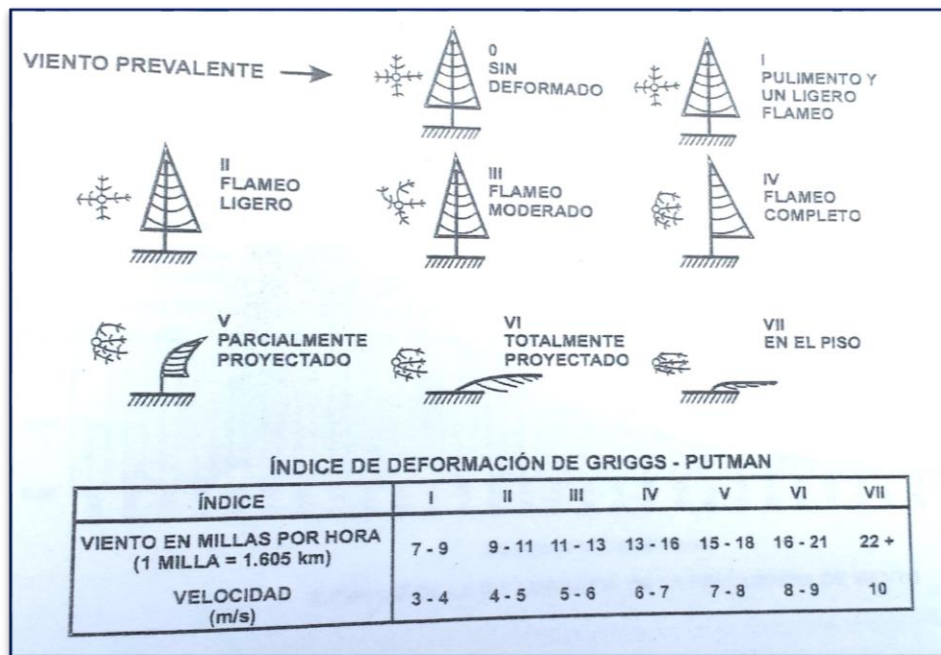 VIENTO PREVALENTE
0
SIN
DEFORMADO
I
PULIMENTO Y
UN LIGERO
FLAMEO
II
FLAMEO
LIGERO
III
FLAMEO
MODERADO
IV
FLAMEO
COMPLETO
V
PARCIALMENTE
PROYECTADO
VI
TOTALMENTE
PROYECTADO
VII
EN EL PISO
ÍNDICE DE DEFORMACIÓN DE GRIGGS - PUTMAN
ÍNDICE I II III IV V VI VII
VIENTO EN MILLAS POR HORA
(1 MILLA = 1.605 km) 7 - 9 9 - 11 11 - 13 13 - 16 15 - 18 16 - 21 22 +
VELOCIDAD
(m/s) 3 - 4 4 - 5 5 - 6 6 - 7 7 - 8 8 - 9 10